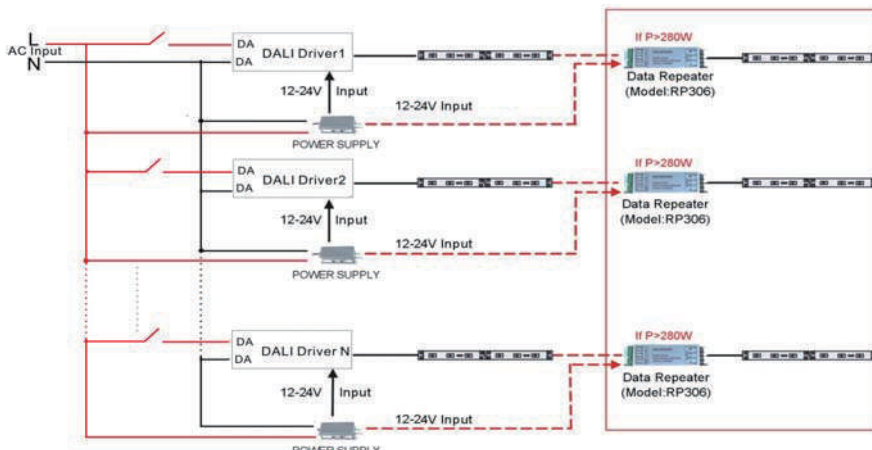 L
AC Input
N
DA
DA
DALI Driver1
If P>280W
12-24V Input
12-24V Input
Data Repeater
(Model:RP306)
POWER SUPPLY
DA
DA
DALI Driver2
If P>280W
12-24V Input
12-24V Input
Data Repeater
(Model:RP306)
POWER SUPPLY
DA
DA
DALI Driver N
If P>280W
12-24V Input
12-24V Input
Data Repeater
(Model:RP306)
POWER SUPPLY